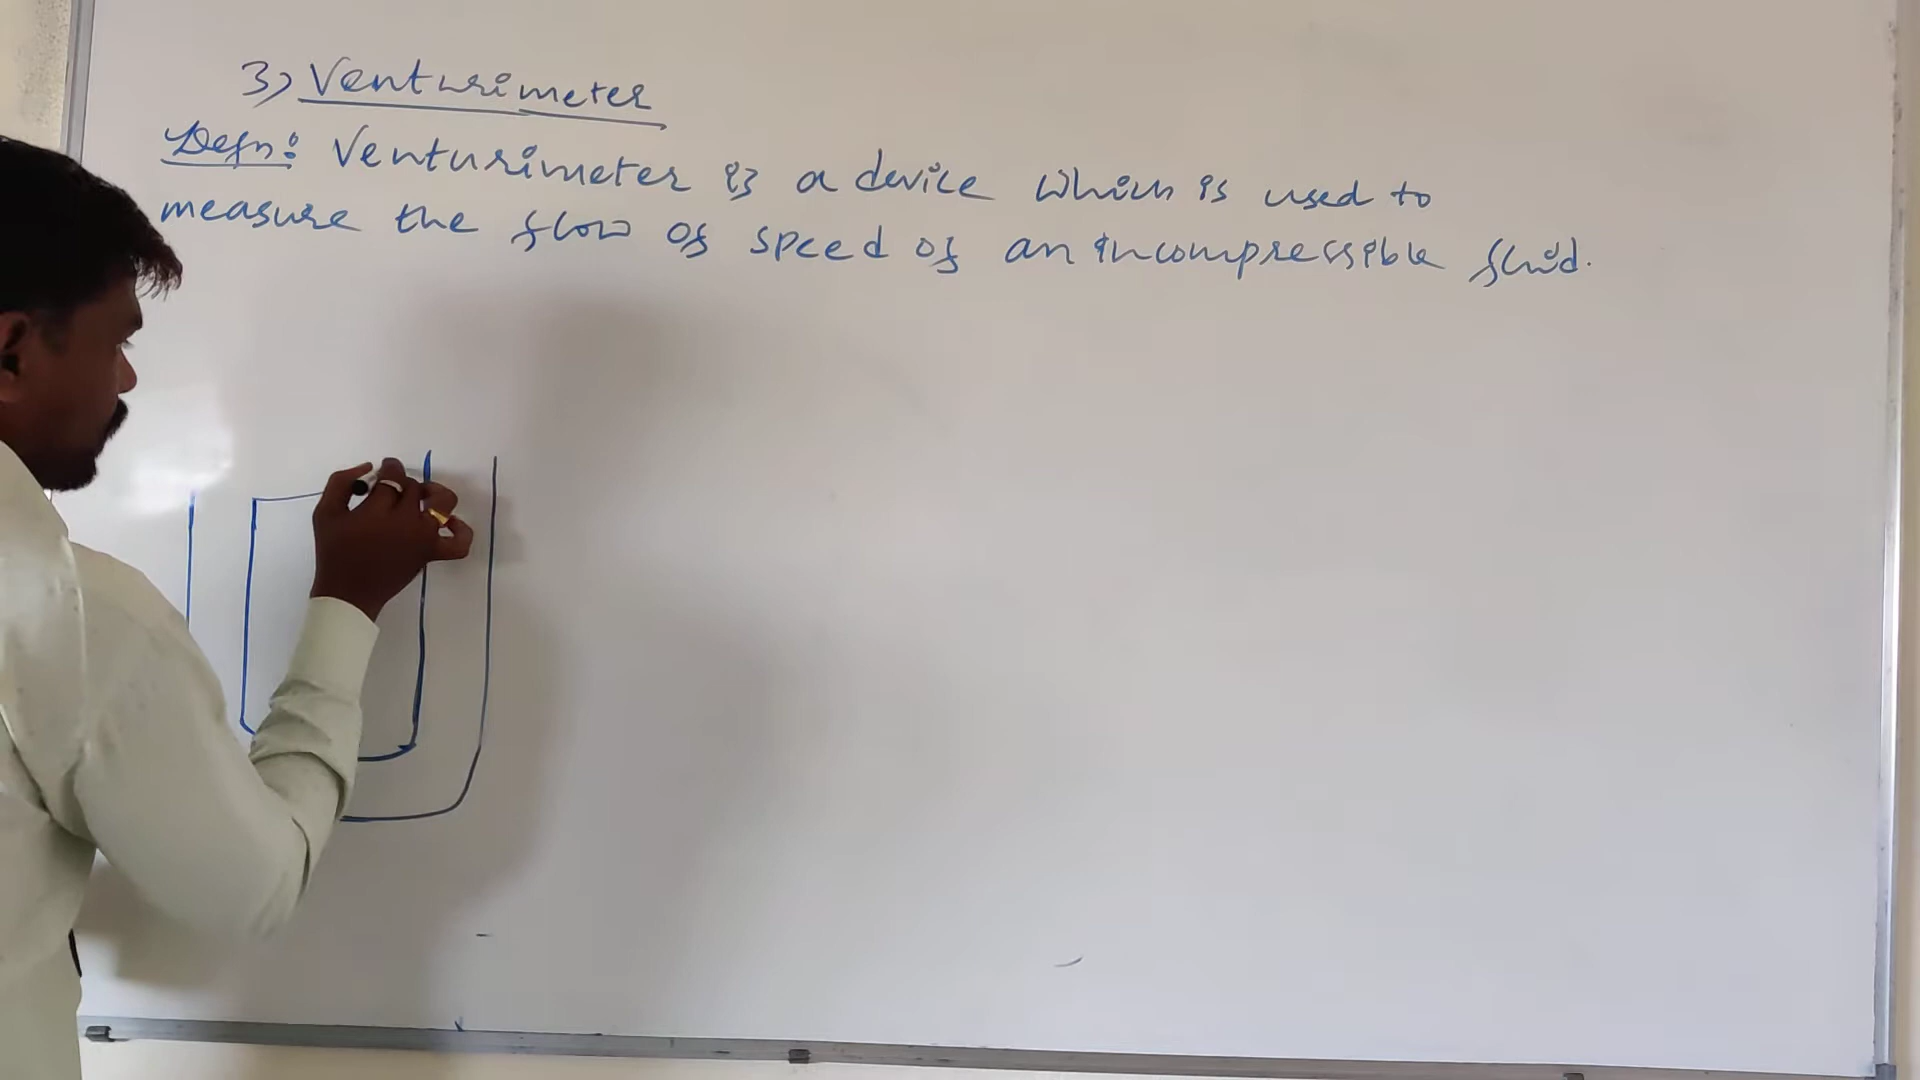 3) Venturimeter
Defn: Venturimeter is a device which is used to
measure the flow of speed of an incompressible fluid.